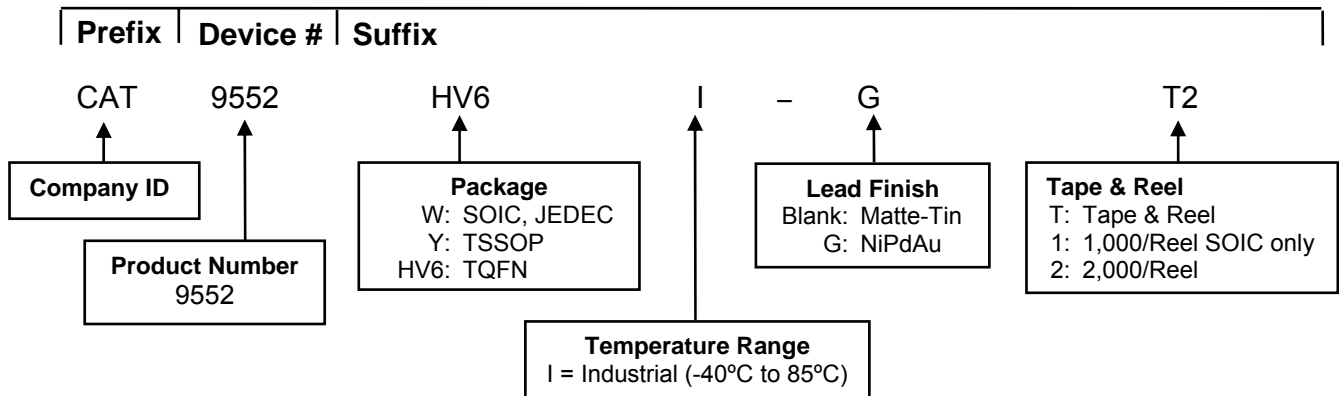 Prefix Device # Suffix
CAT 9552 HV6 I – G T2
Company ID
Product Number
9552
Package
W: SOIC, JEDEC
Y: TSSOP
HV6: TQFN
Temperature Range
I = Industrial (-40ºC to 85ºC)
Lead Finish
Blank: Matte-Tin
G: NiPdAu
Tape & Reel
T: Tape & Reel
1: 1,000/Reel SOIC only
2: 2,000/Reel